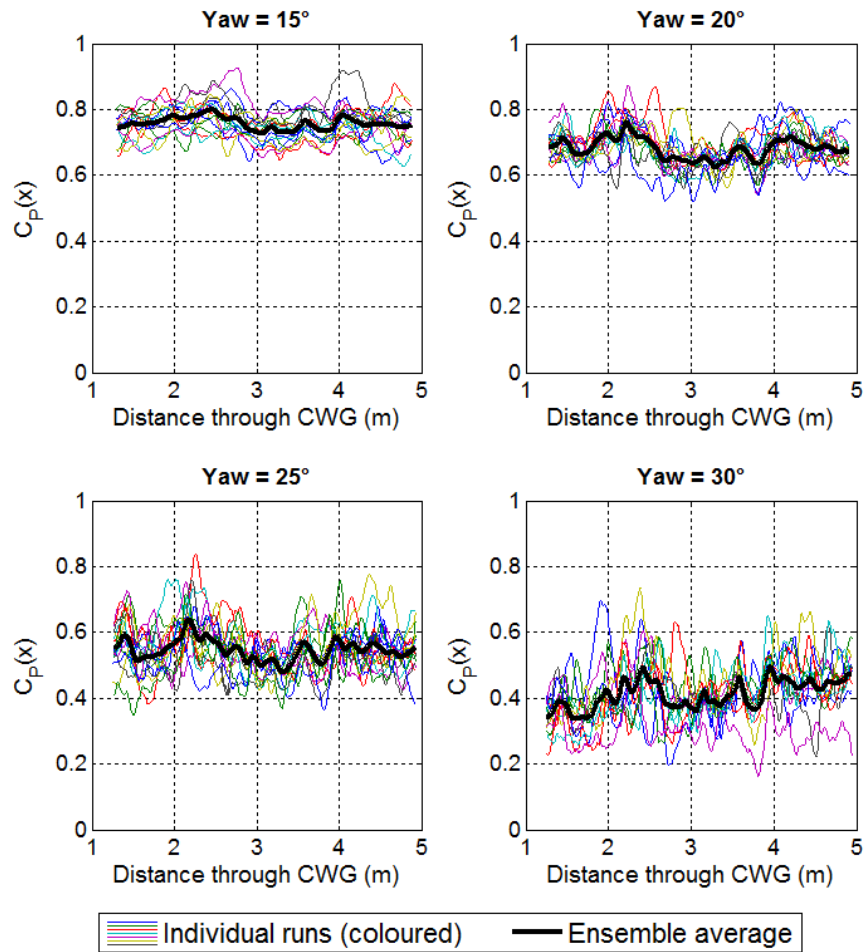 Yaw = 15°
1
0.8
0.6
0.4
0.2
0
C_P(x)
1 2 3 4 5
Distance through CWG (m)
Yaw = 20°
1
0.8
0.6
0.4
0.2
0
C_P(x)
1 2 3 4 5
Distance through CWG (m)
Yaw = 25°
1
0.8
0.6
0.4
0.2
0
C_P(x)
1 2 3 4 5
Distance through CWG (m)
Yaw = 30°
1
0.8
0.6
0.4
0.2
0
C_P(x)
1 2 3 4 5
Distance through CWG (m)
Individual runs (coloured) Ensemble average